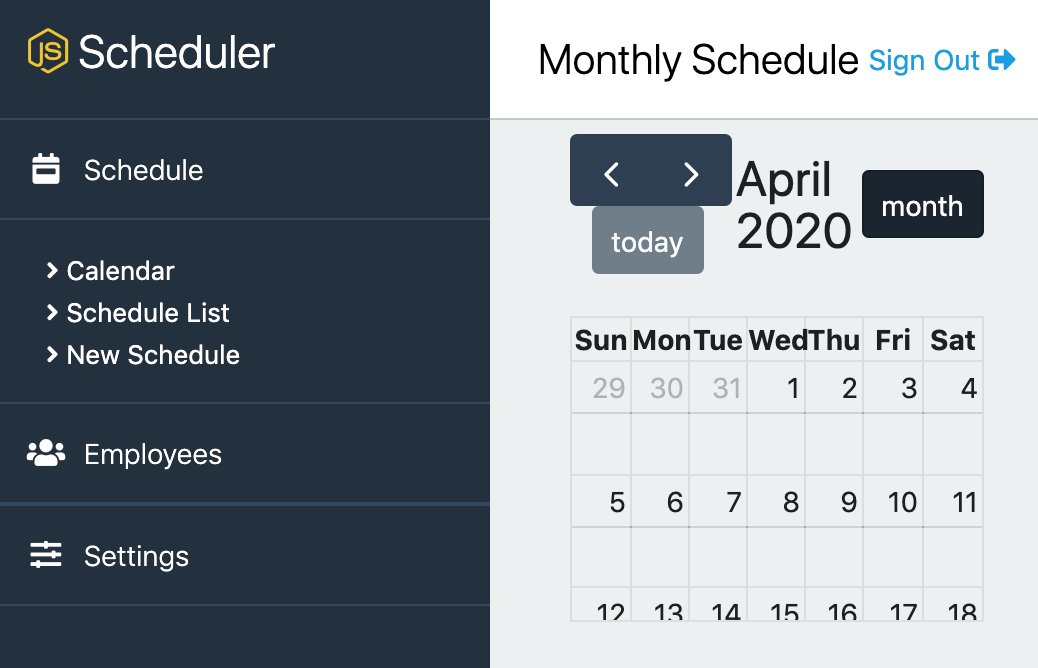 JS Scheduler
Monthly Schedule Sign Out
Schedule
Calendar
Schedule List
New Schedule
Employees
Settings
April
2020
today
month
Sun Mon Tue Wed Thu Fri Sat
29 30 31 1 2 3 4
5 6 7 8 9 10 11
12 13 14 15 16 17 18